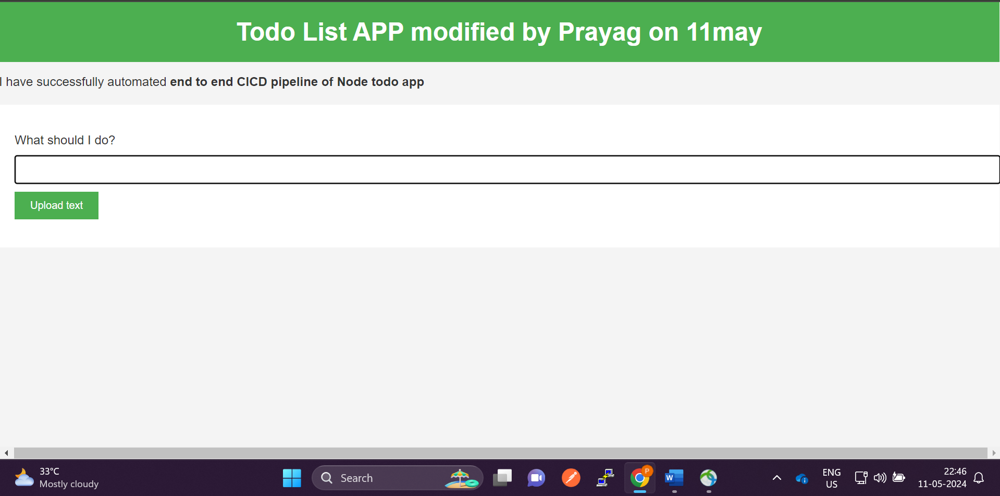 Todo List APP modified by Prayag on 11may
I have successfully automated end to end CICD pipeline of Node todo app
What should I do?
Upload text
33°C
Mostly cloudy
Search
P
W
ENG
US
22:46
11-05-2024